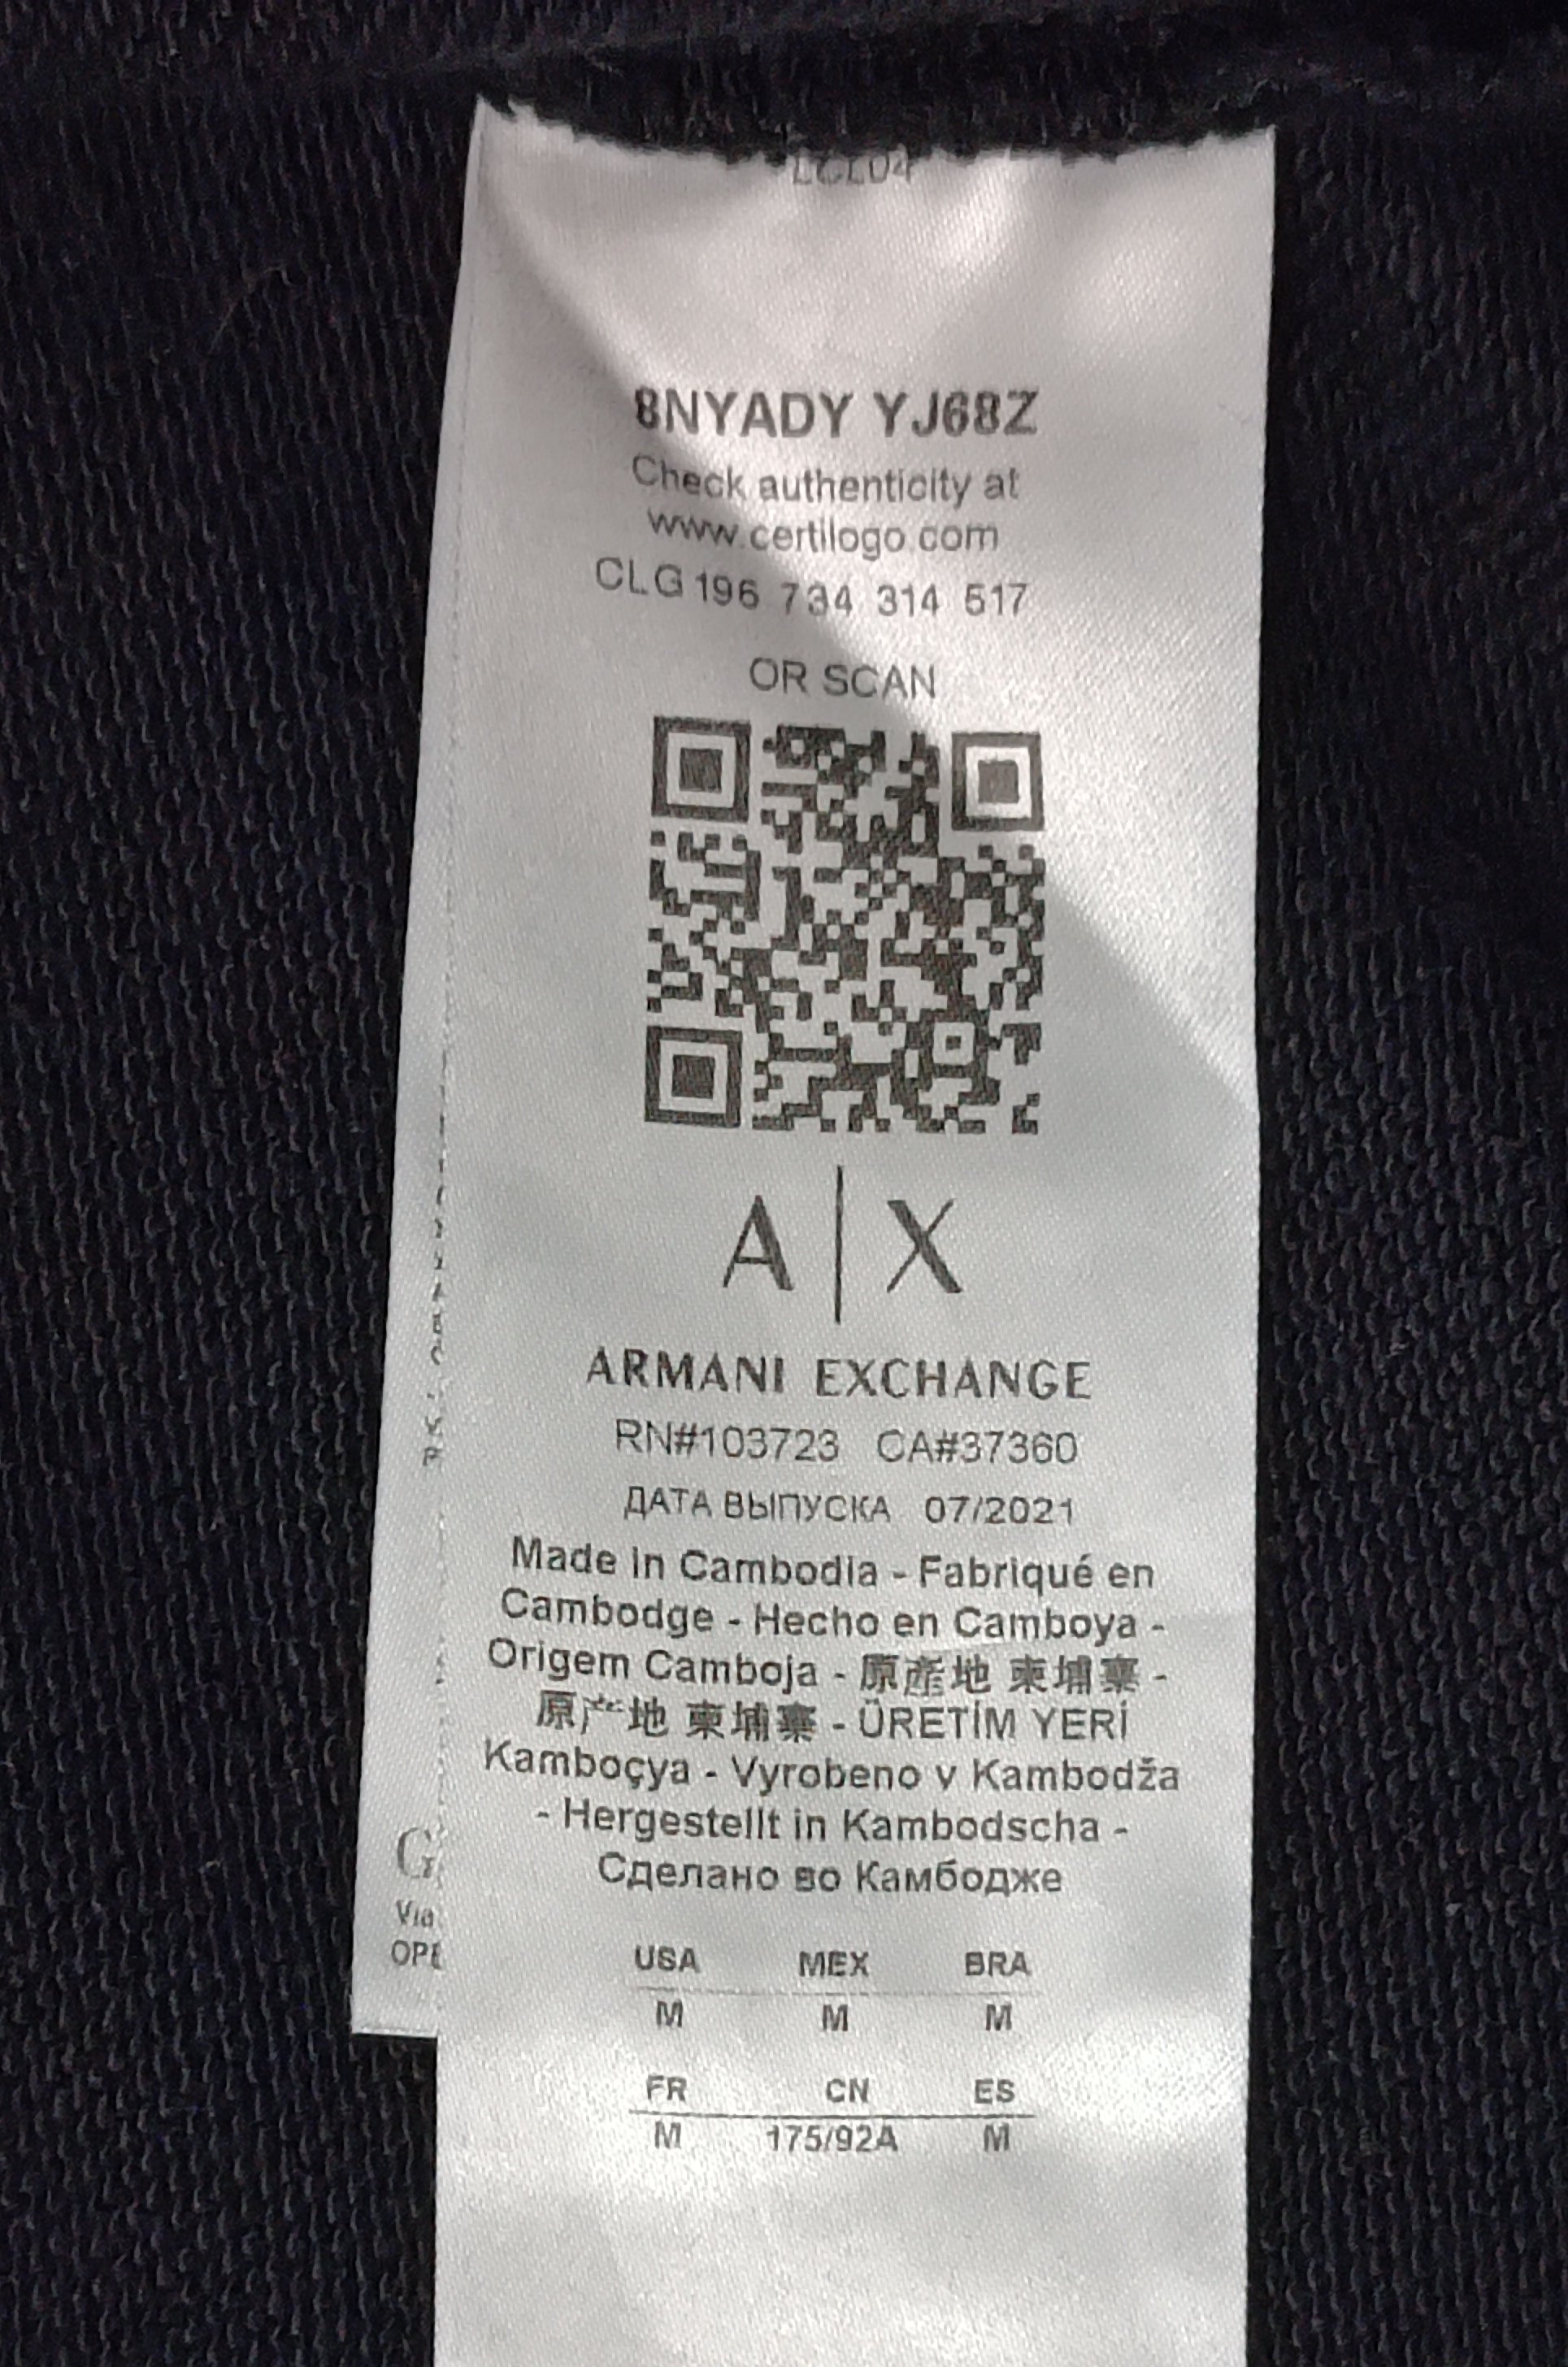 8NYADY YJ68Z
Check authenticity at
www.certilogo.com
CLG 196 734 314 517
OR SCAN
A|X
ARMANI EXCHANGE
RN#103723 CA#37360
ДАТА ВЫПУСКА 07/2021
Made in Cambodia - Fabriqué en
Cambodge - Hecho en Camboya -
Origem Camboja - 原產地 柬埔寨 -
原产地 柬埔寨 - ÜRETİM YERİ
Kamboçya - Vyrobeno v Kambodža
- Hergestellt in Kambodscha -
Сделано во Камбодже
G
Via
OPE
USA MEX BRA
M M M
FR CN ES
M 175/92A M